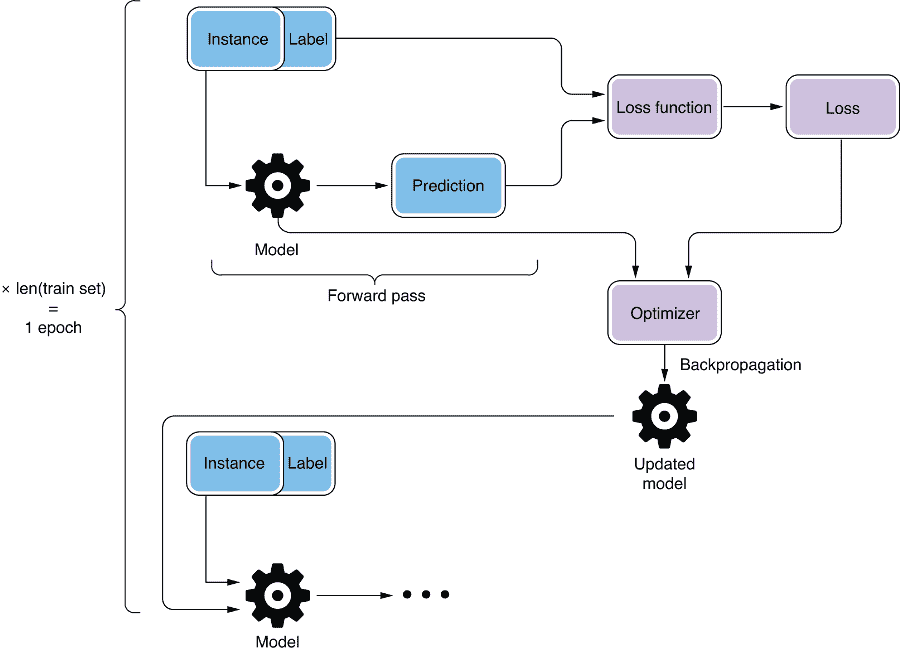 Instance
Label
Loss function
Loss
Prediction
Model
Forward pass
× len(train set)
=
1 epoch
Optimizer
Backpropagation
Updated
model
Instance
Label
Model